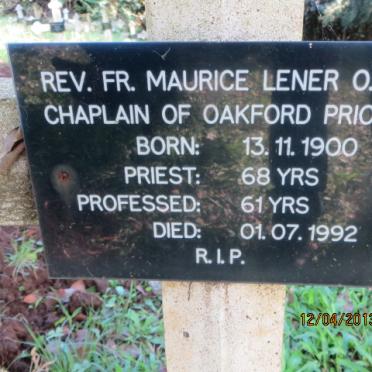 REV. FR. MAURICE LENER O.
CHAPLAIN OF OAKFORD PRIO
BORN: 13.11.1900
PRIEST: 68 YRS
PROFESSED: 61 YRS
DIED: 01.07.1992
R.I.P.
12/04/2013